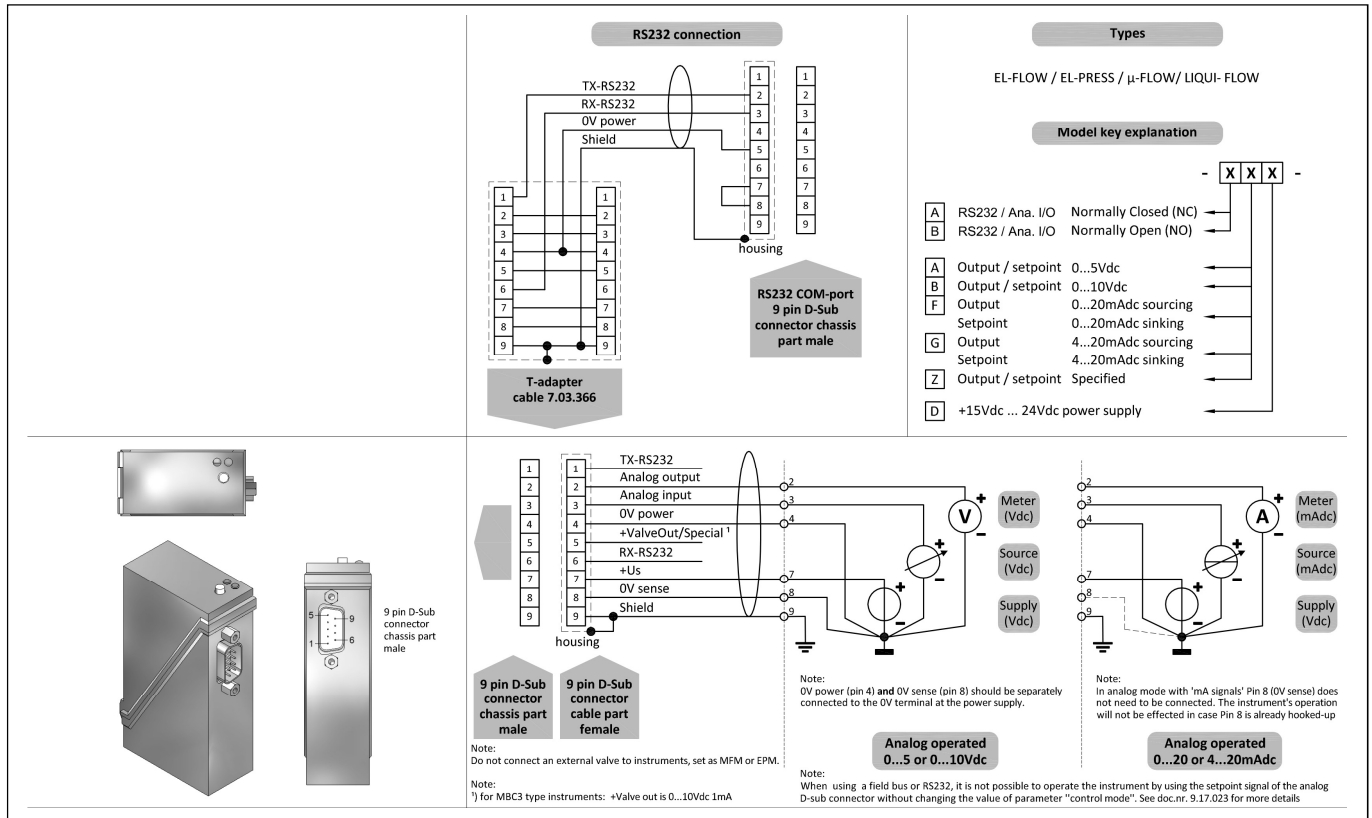 RS232 connection
TX-RS232
RX-RS232
0V power
Shield
1
2
3
4
5
6
7
8
9
1
2
3
4
5
6
7
8
9
housing
1
2
3
4
5
6
7
8
9
1
2
3
4
5
6
7
8
9
RS232 COM-port
9 pin D-Sub
connector chassis
part male
T-adapter
cable 7.03.366
Types
EL-FLOW / EL-PRESS / µ-FLOW/ LIQUI- FLOW
Model key explanation
- X X X -
A RS232 / Ana. I/O Normally Closed (NC)
B RS232 / Ana. I/O Normally Open (NO)
A Output / setpoint 0...5Vdc
B Output / setpoint 0...10Vdc
F Output 0...20mAdc sourcing
Setpoint 0...20mAdc sinking
G Output 4...20mAdc sourcing
Setpoint 4...20mAdc sinking
Z Output / setpoint Specified
D +15Vdc ... 24Vdc power supply
5
9
1
6
9 pin D-Sub
connector
chassis part
male
1
2
3
4
5
6
7
8
9
1
2
3
4
5
6
7
8
9
TX-RS232
Analog output
Analog input
0V power
+ValveOut/Special ¹
RX-RS232
+Us
0V sense
Shield
housing
9 pin D-Sub
connector
chassis part
male
9 pin D-Sub
connector
cable part
female
Note:
Do not connect an external valve to instruments, set as MFM or EPM.
Note:
¹) for MBC3 type instruments: +Valve out is 0...10Vdc 1mA
2
3
4
7
8
9
V
+
–
+
–
+
–
Meter
(Vdc)
Source
(Vdc)
Supply
(Vdc)
Note:
0V power (pin 4) and 0V sense (pin 8) should be separately
connected to the 0V terminal at the power supply.
Analog operated
0...5 or 0...10Vdc
2
3
4
7
8
9
A
+
–
+
–
+
–
Meter
(mAdc)
Source
(mAdc)
Supply
(Vdc)
Note:
In analog mode with 'mA signals' Pin 8 (0V sense) does
not need to be connected. The instrument's operation
will not be effected in case Pin 8 is already hooked-up
Analog operated
0...20 or 4...20mAdc
Note:
When using a field bus or RS232, it is not possible to operate the instrument by using the setpoint signal of the analog
D-sub connector without changing the value of parameter "control mode". See doc.nr. 9.17.023 for more details